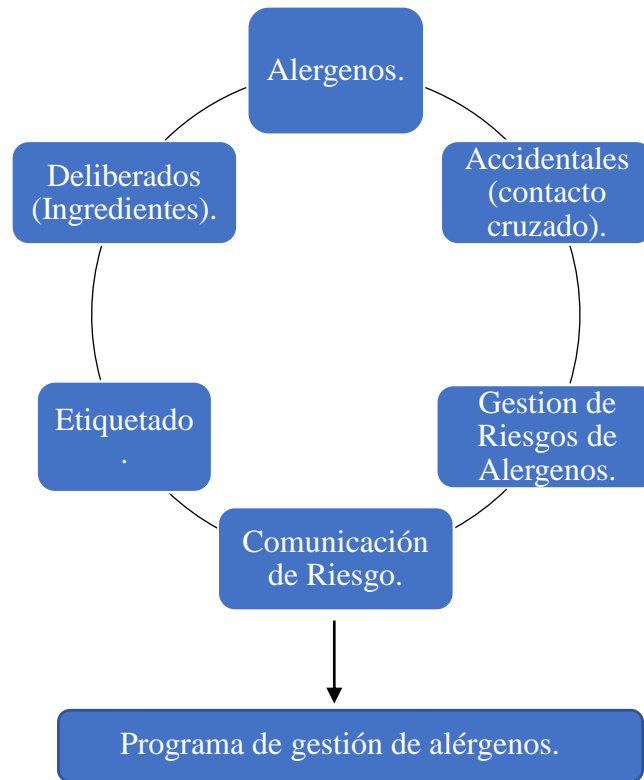 Alergenos.
Deliberados
(Ingredientes).
Accidentales
(contacto
cruzado).
Etiquetado
.
Gestion de
Riesgos de
Alergenos.
Comunicación
de Riesgo.
Programa de gestión de alérgenos.